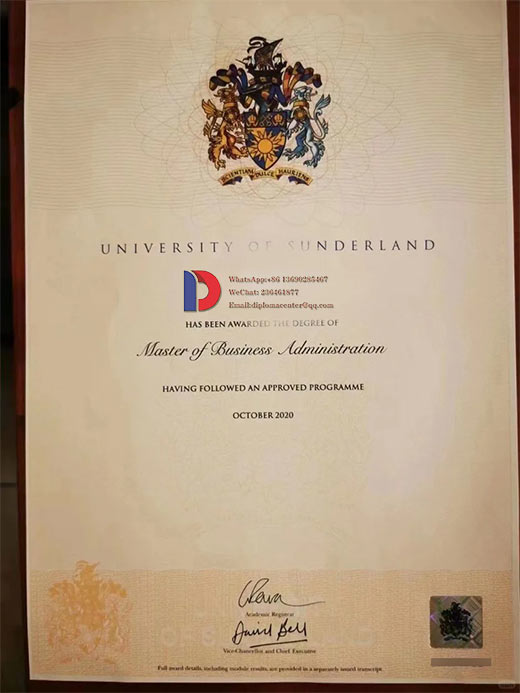 SCIENTIAM DULCE HAURIENS
UNIVERSITY OF SUNDERLAND
WhatsApp:+86 13690285467
WeChat: 236461877
Email:diplomacenter@qq.com
HAS BEEN AWARDED THE DEGREE OF
Master of Business Administration
HAVING FOLLOWED AN APPROVED PROGRAMME
OCTOBER 2020
Academic Registrar
David Bell
Vice-Chancellor and Chief Executive
Full award details, including module results, are provided in a separately issued transcript.